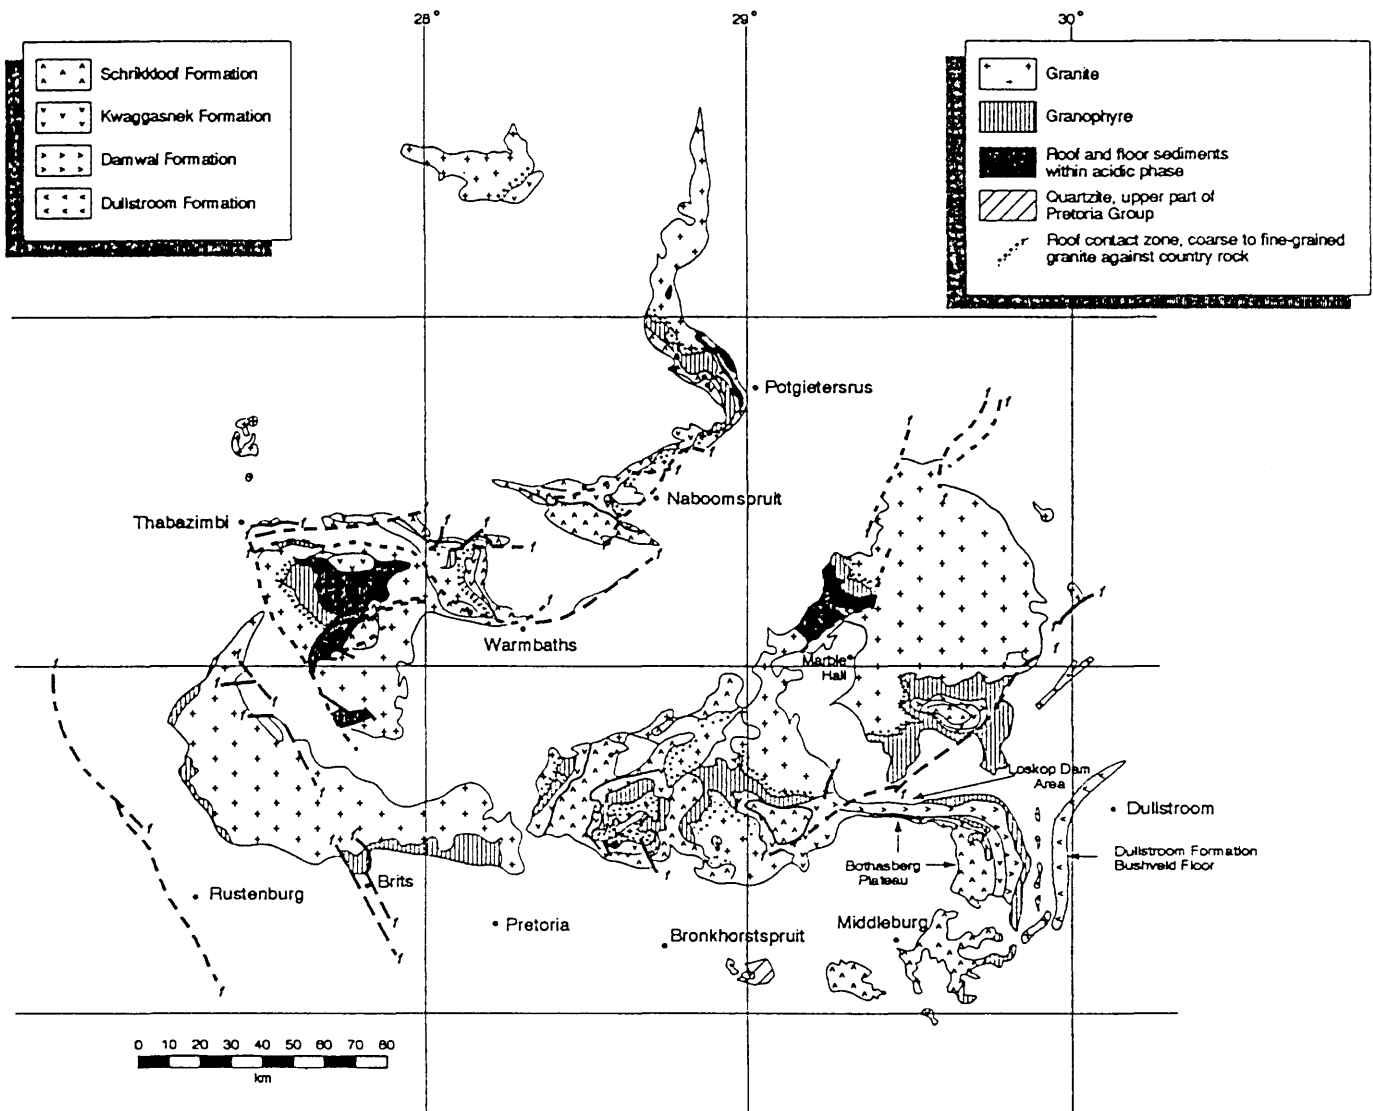 28°
29°
30°
Schrikkloof Formation
Kwaggasnek Formation
Damwal Formation
Dullstroom Formation
Granite
Granophyre
Roof and floor sediments
within acidic phase
Quartzite, upper part of
Pretoria Group
Roof contact zone, coarse to fine-grained
granite against country rock
Potgietersrus
Naboomspruit
Thabazimbi
Warmbaths
Marble
Hall
Loskop Dam
Area
Dullstroom
Dullstroom Formation
Bushveld Floor
Bothasberg
Plateau
Rustenburg
Brits
Pretoria
Bronkhorstspruit
Middleburg
0 10 20 30 40 50 60 70 80
km